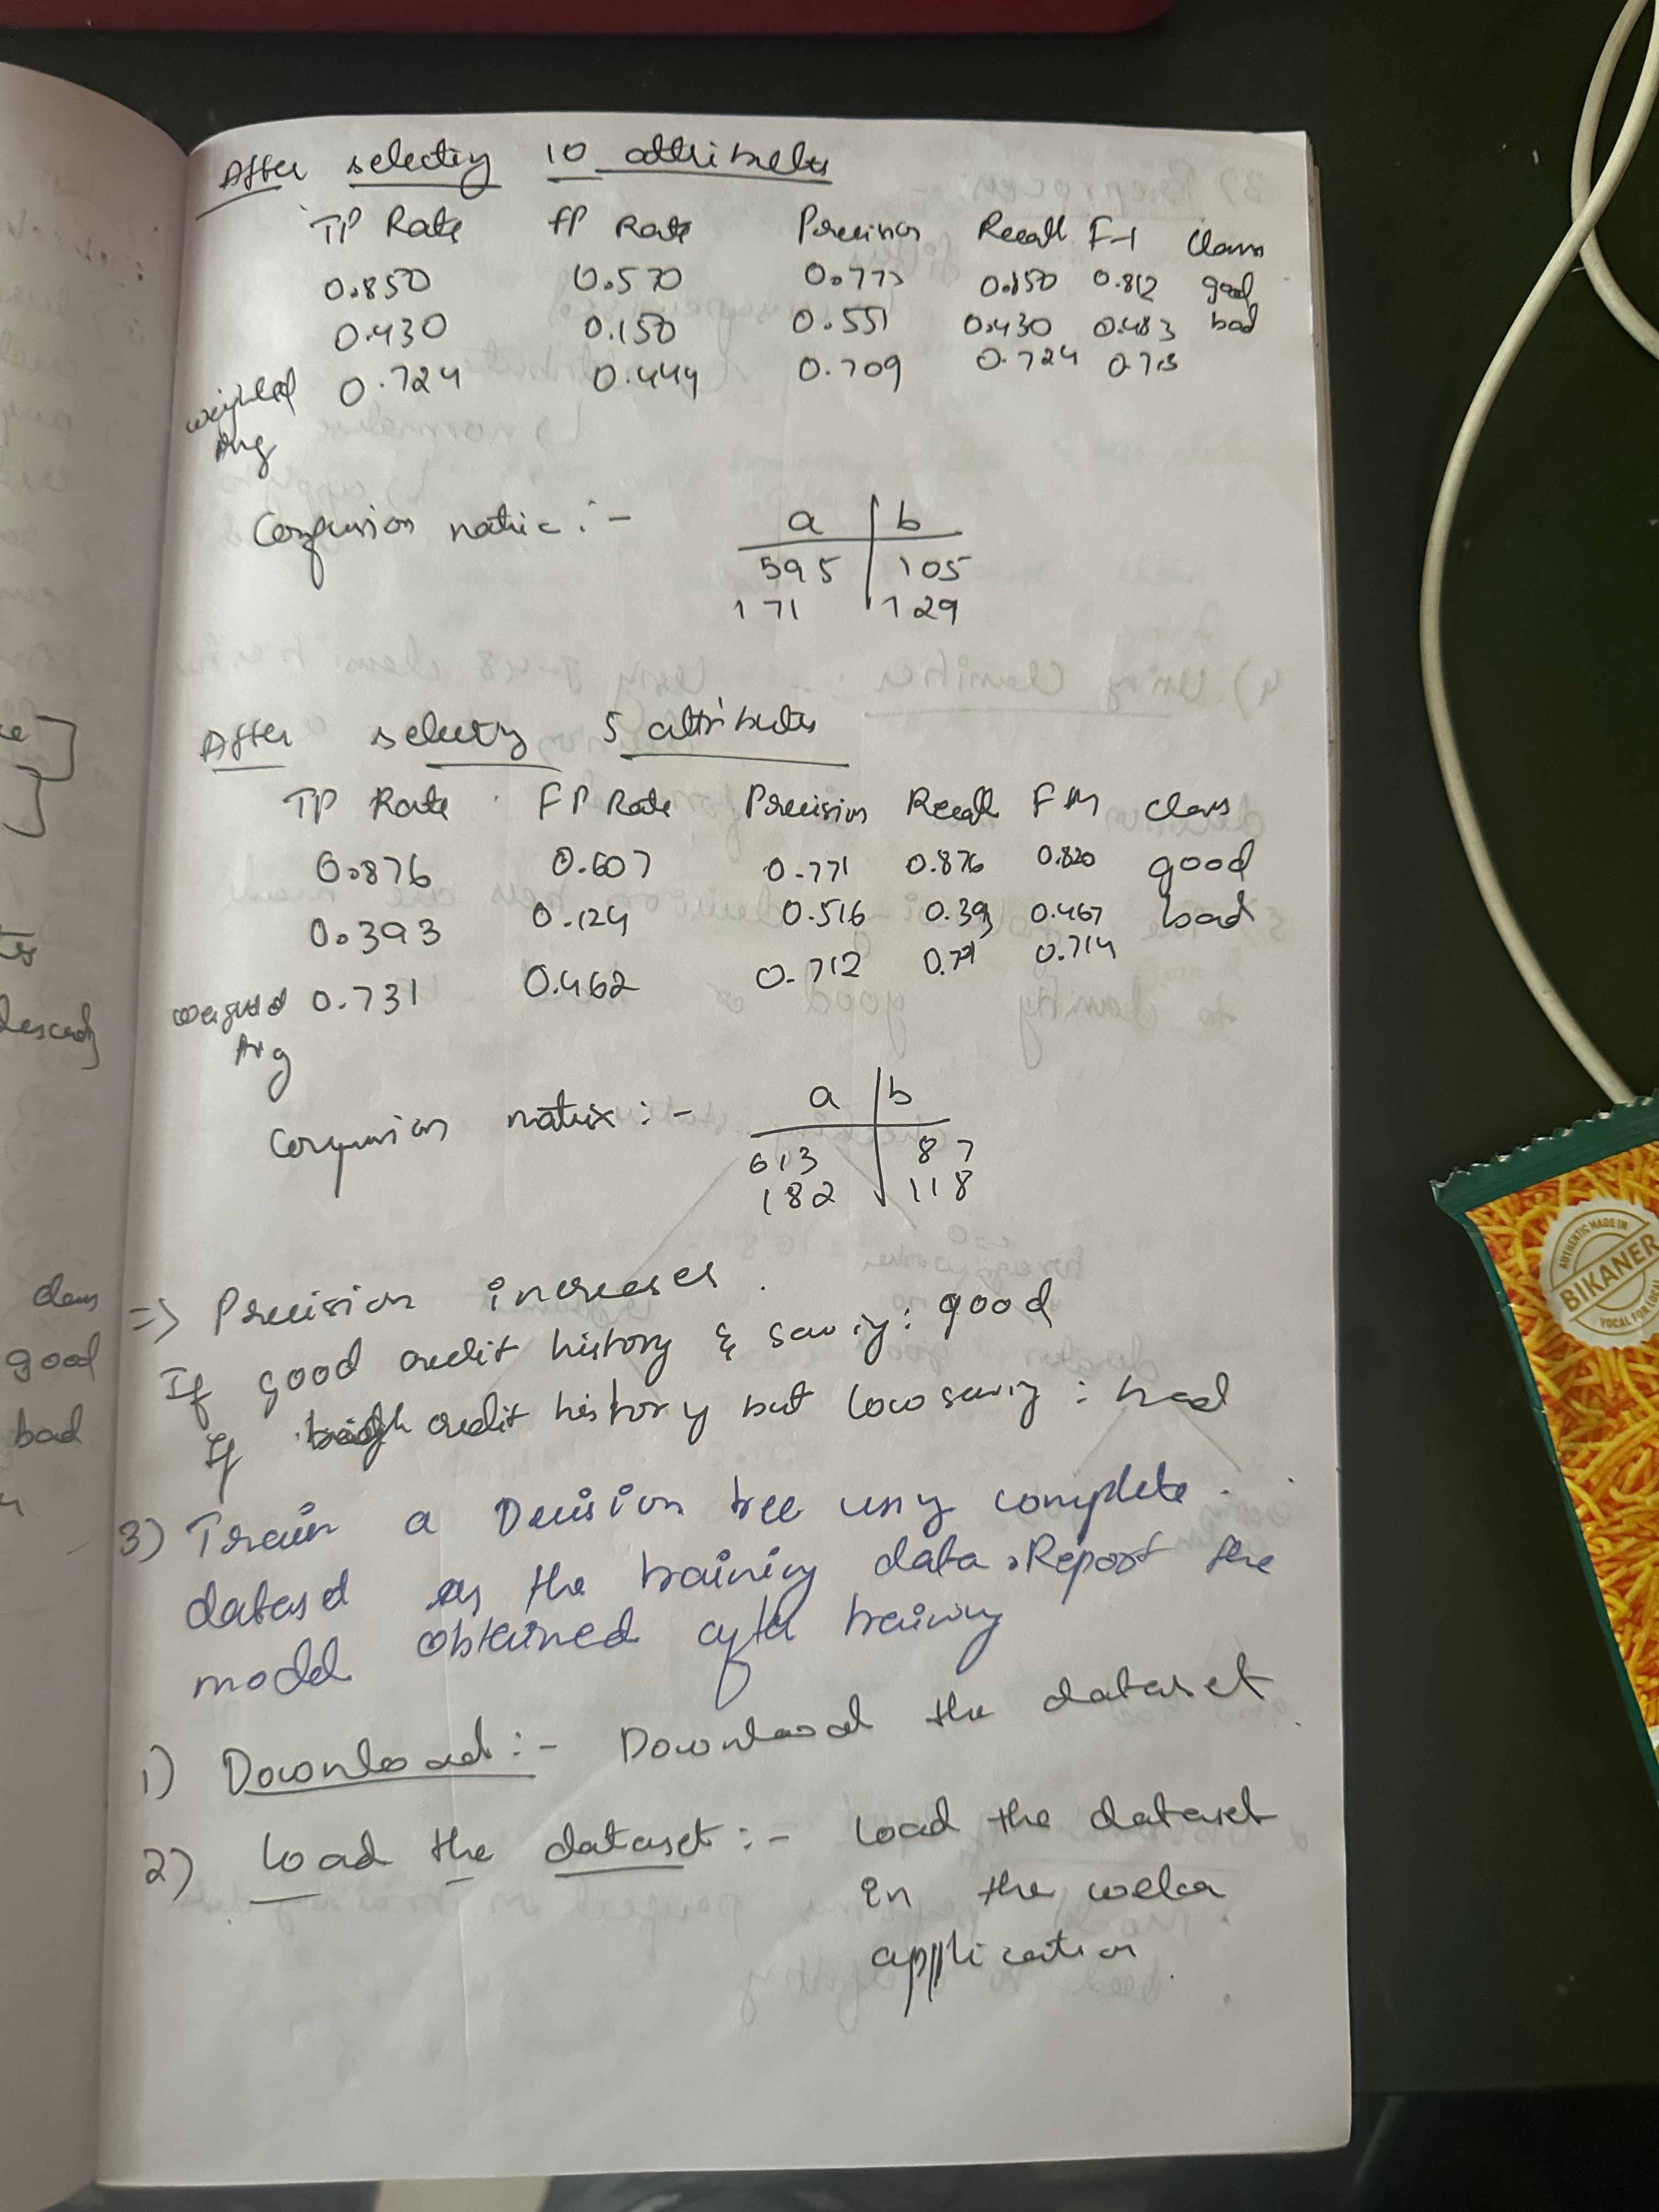 After selecting 10 attributes
TP Rate FP Rate Precision Recall F-1 Class
0.850 0.570 0.777 0.850 0.812 good
0.430 0.150 0.551 0.430 0.483 bad
weighted 0.724 0.444 0.709 0.724 0.713
Avg
Confusion matric :-
a b
595 105
171 129
After selecting 5 attributes
TP Rate FP Rate Precision Recall F M class
0.876 0.607 0.771 0.876 0.820 good
0.393 0.124 0.516 0.393 0.467 bad
weighted 0.731 0.462 0.712 0.714
Avg
Confusion matrix :-
a b
613 87
182 118
=> Precision increases.
If good credit history & saving : good
If high credit history but low saving : bad
3) Train a Decision tree using complete
dataset as the training data. Report the
model obtained after training
1) Download :- Download the dataset
2) Load the dataset :- Load the dataset
in the weka
application.
class
good
bad
AUTHENTIC MADE IN
BIKANER
VOCAL FOR LOCAL